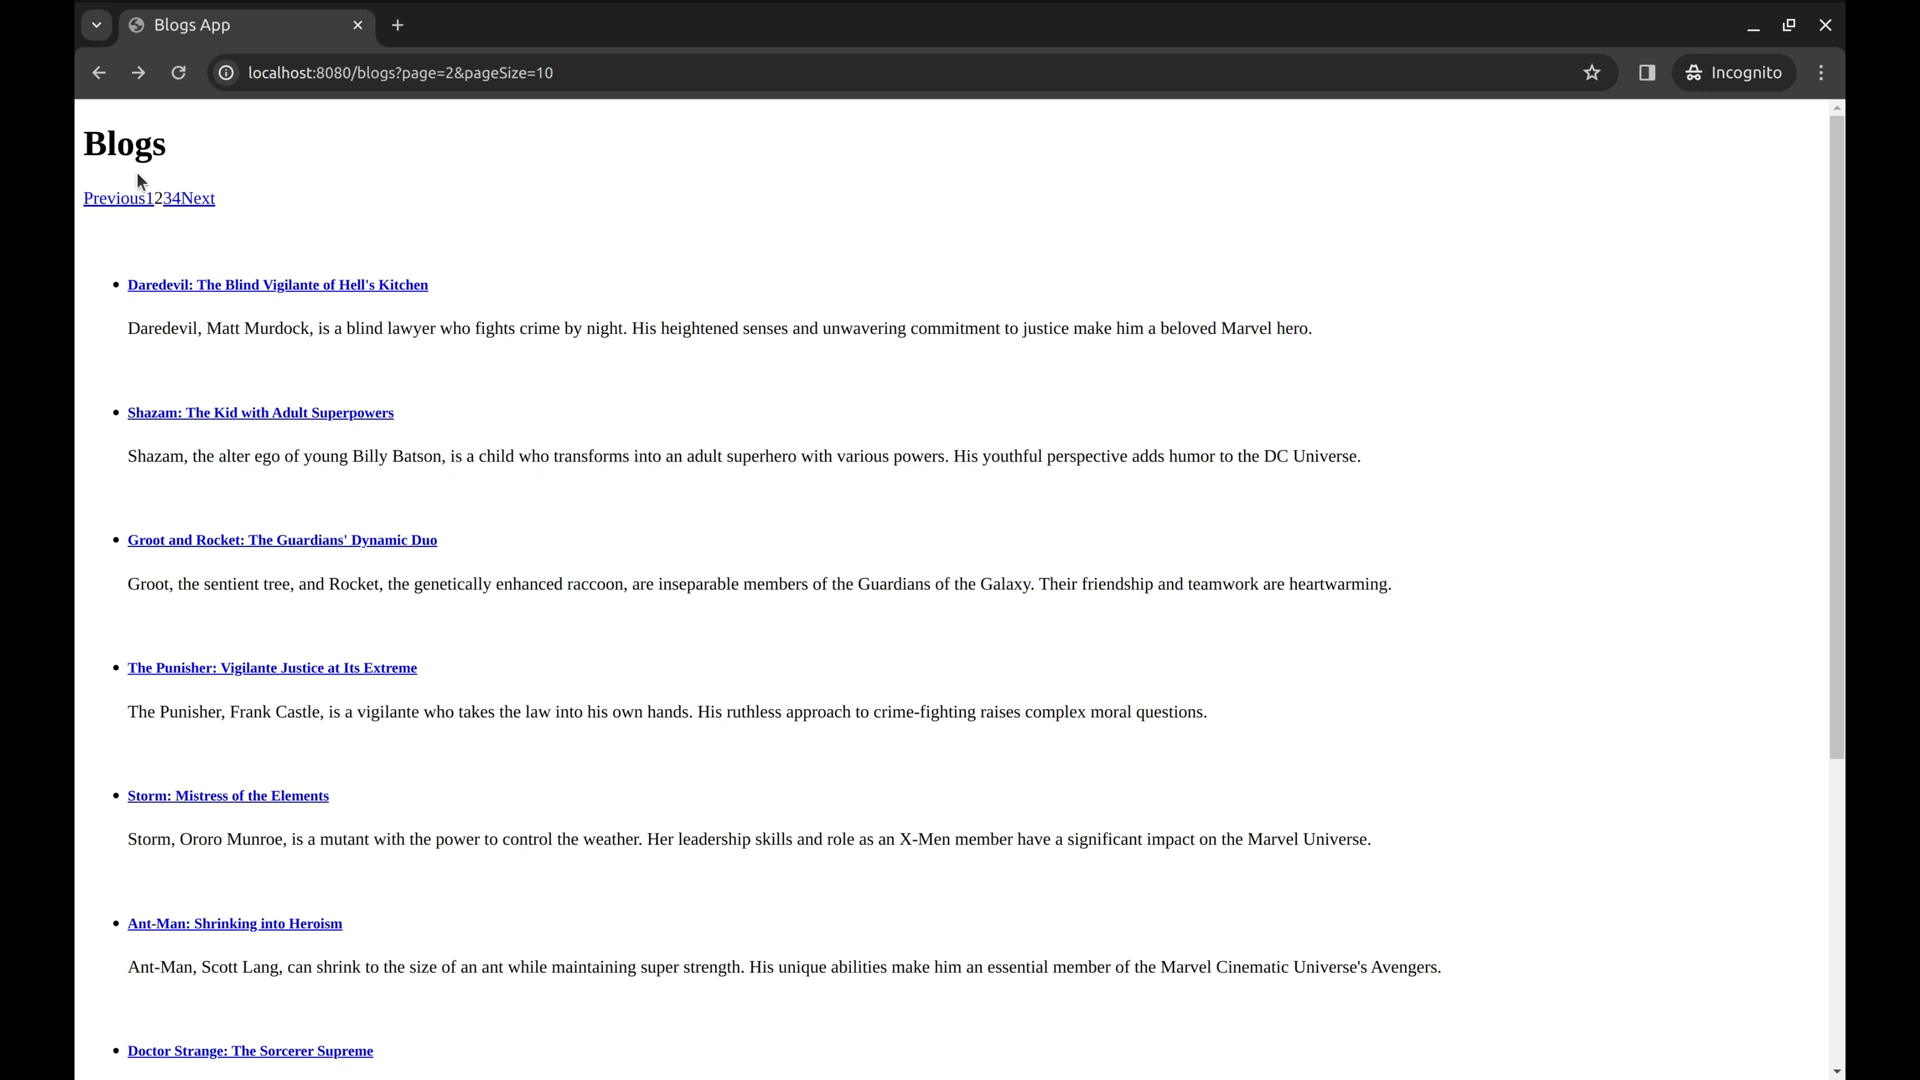 Blogs App
localhost:8080/blogs?page=2&pageSize=10
Incognito
Blogs
Previous1234Next
Daredevil: The Blind Vigilante of Hell's Kitchen
Daredevil, Matt Murdock, is a blind lawyer who fights crime by night. His heightened senses and unwavering commitment to justice make him a beloved Marvel hero.
Shazam: The Kid with Adult Superpowers
Shazam, the alter ego of young Billy Batson, is a child who transforms into an adult superhero with various powers. His youthful perspective adds humor to the DC Universe.
Groot and Rocket: The Guardians' Dynamic Duo
Groot, the sentient tree, and Rocket, the genetically enhanced raccoon, are inseparable members of the Guardians of the Galaxy. Their friendship and teamwork are heartwarming.
The Punisher: Vigilante Justice at Its Extreme
The Punisher, Frank Castle, is a vigilante who takes the law into his own hands. His ruthless approach to crime-fighting raises complex moral questions.
Storm: Mistress of the Elements
Storm, Ororo Munroe, is a mutant with the power to control the weather. Her leadership skills and role as an X-Men member have a significant impact on the Marvel Universe.
Ant-Man: Shrinking into Heroism
Ant-Man, Scott Lang, can shrink to the size of an ant while maintaining super strength. His unique abilities make him an essential member of the Marvel Cinematic Universe's Avengers.
Doctor Strange: The Sorcerer Supreme